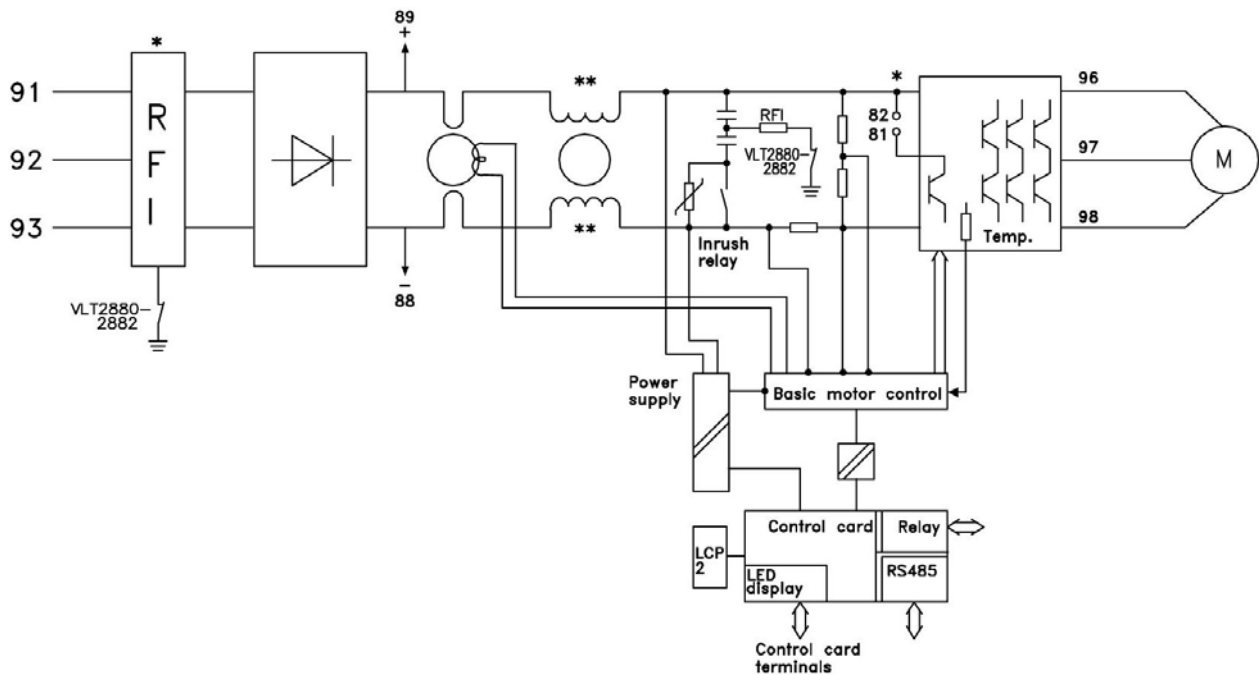 89
+
*
**
*
91
R
F
I
92
93
82
81
RFI
VLT2880-
2882
96
97
98
M
Temp.
**
Inrush
relay
-
88
VLT2880-
2882
Power
supply
Basic motor control
Control card
Relay
LCP
2
RS485
LED
display
Control card
terminals